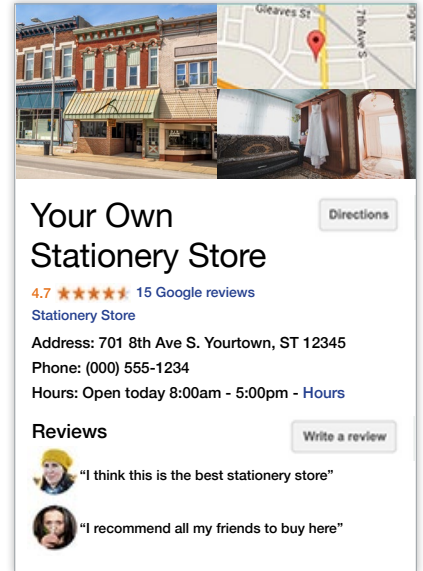 Gleaves St
7th Ave S
ng Ave
Your Own
Stationery Store
Directions
4.7 15 Google reviews
Stationery Store
Address: 701 8th Ave S. Yourtown, ST 12345
Phone: (000) 555-1234
Hours: Open today 8:00am - 5:00pm - Hours
Reviews
Write a review
“I think this is the best stationery store”
“I recommend all my friends to buy here”